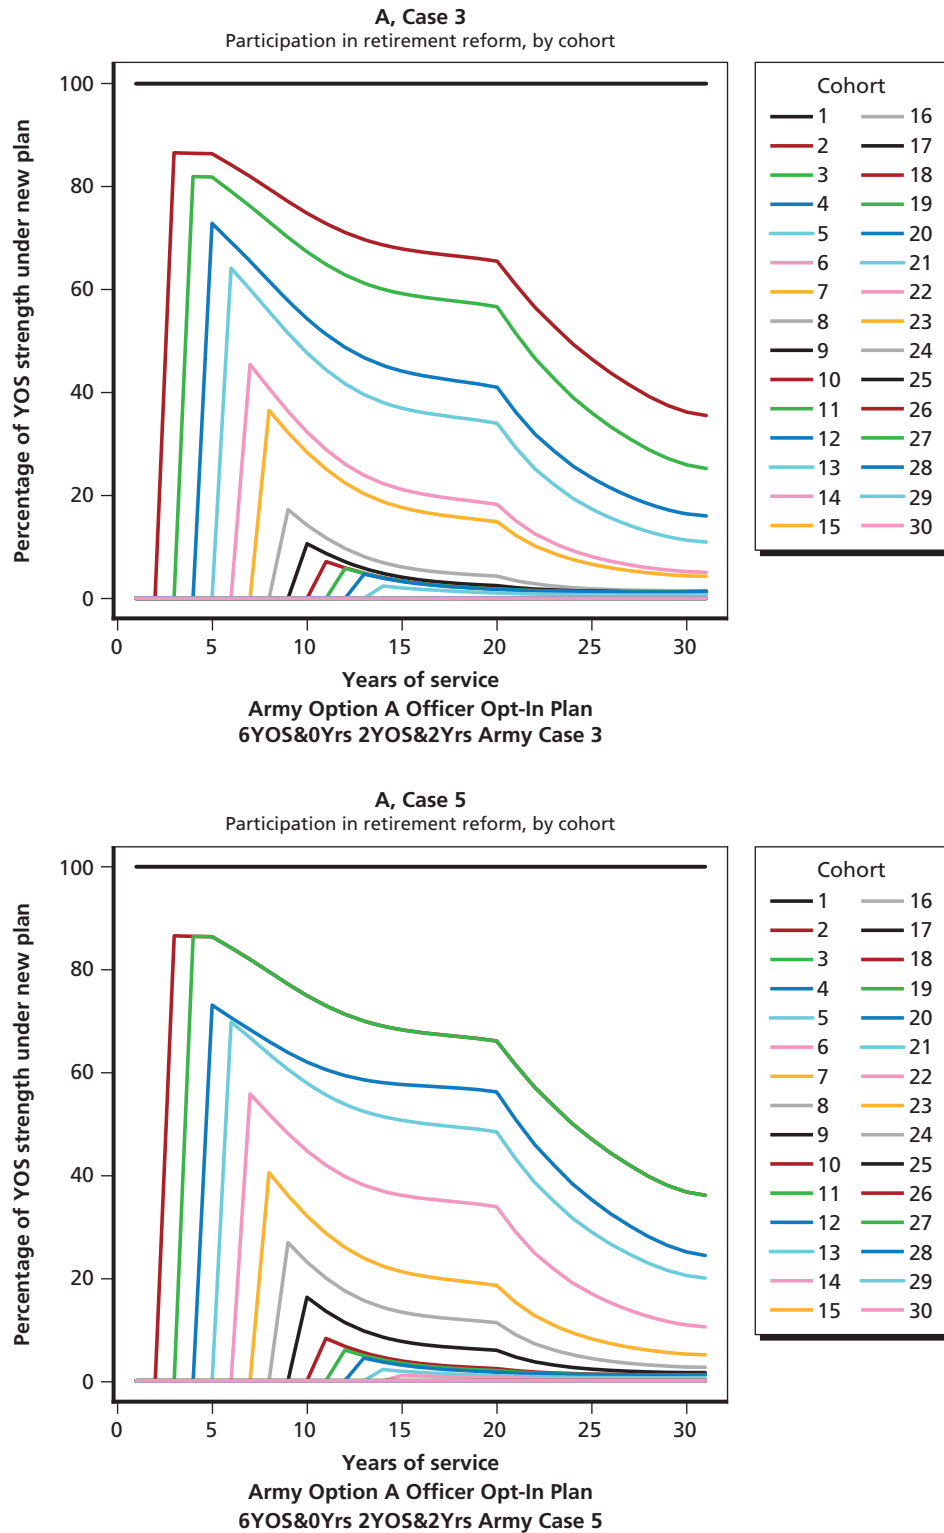 A, Case 3
Participation in retirement reform, by cohort
Percentage of YOS strength under new plan
100
80
60
40
20
0
0 5 10 15 20 25 30
Years of service
Army Option A Officer Opt-In Plan
6YOS&0Yrs 2YOS&2Yrs Army Case 3
Cohort
1 16
2 17
3 18
4 19
5 20
6 21
7 22
8 23
9 24
10 25
11 26
12 27
13 28
14 29
15 30
A, Case 5
Participation in retirement reform, by cohort
Percentage of YOS strength under new plan
100
80
60
40
20
0
0 5 10 15 20 25 30
Years of service
Army Option A Officer Opt-In Plan
6YOS&0Yrs 2YOS&2Yrs Army Case 5
Cohort
1 16
2 17
3 18
4 19
5 20
6 21
7 22
8 23
9 24
10 25
11 26
12 27
13 28
14 29
15 30